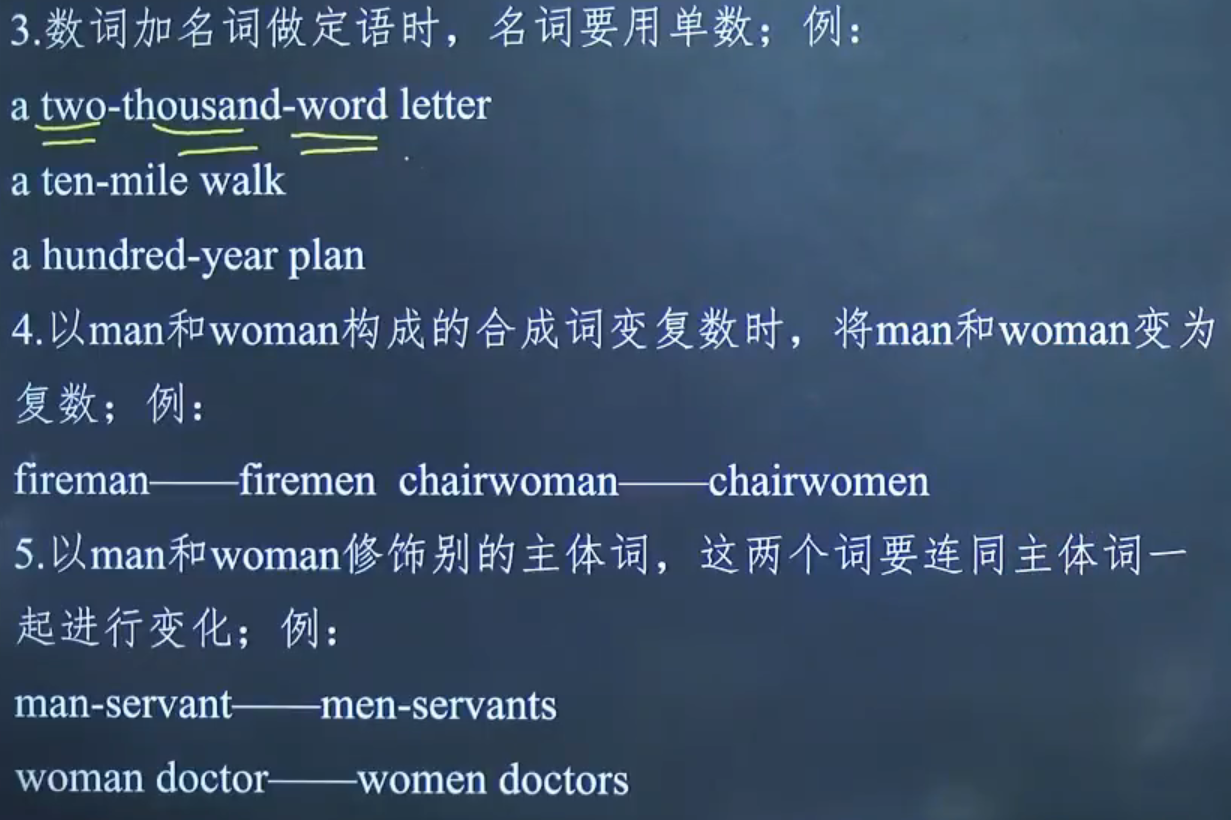 3.数词加名词做定语时，名词要用单数；例：
a two-thousand-word letter
a ten-mile walk
a hundred-year plan
4.以man和woman构成的合成词变复数时，将man和woman变为
复数；例：
fireman——firemen chairwoman——chairwomen
5.以man和woman修饰别的主体词，这两个词要连同主体词一
起进行变化；例：
man-servant——men-servants
woman doctor——women doctors